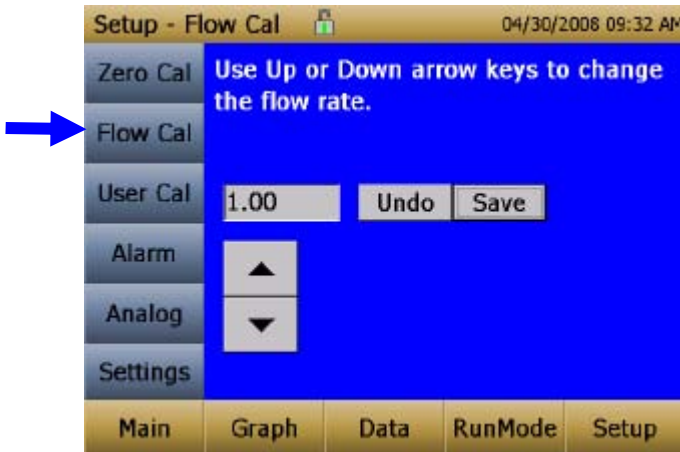 Setup - Flow Cal 04/30/2008 09:32 AM
Zero Cal
Flow Cal
User Cal
Alarm
Analog
Settings
Use Up or Down arrow keys to change
the flow rate.
1.00 Undo Save
Main Graph Data RunMode Setup